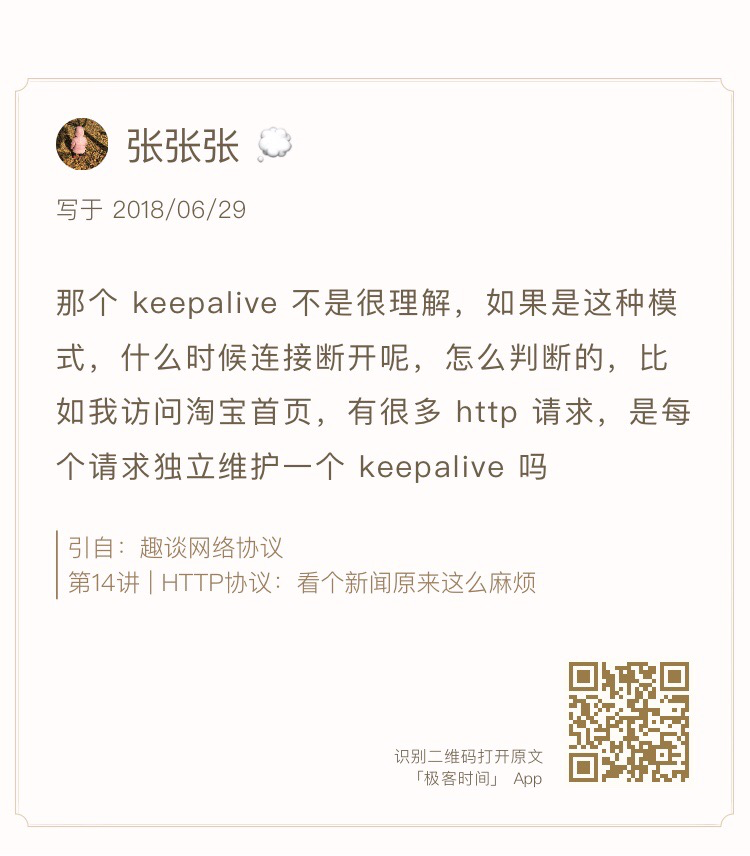 张张张 💭
写于 2018/06/29
那个 keepalive 不是很理解，如果是这种模
式，什么时候连接断开呢，怎么判断的，比
如我访问淘宝首页，有很多 http 请求，是每
个请求独立维护一个 keepalive 吗
引自：趣谈网络协议
第14讲 | HTTP协议：看个新闻原来这么麻烦
识别二维码打开原文
「极客时间」 App